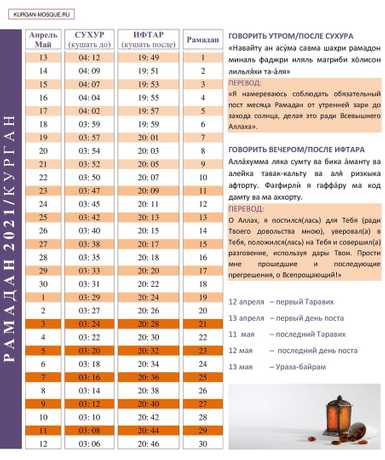 KURGAN-MOSQUE.RU
РАМАДАН 2021/КУРГАН
Апрель Май СУХУР (кушать до) ИФТАР (кушать после) Рамадан
13 04: 12 19: 49 1
14 04: 09 19: 51 2
15 04: 07 19: 53 3
16 04: 04 19: 55 4
17 04: 02 19: 57 5
18 03: 59 19: 59 6
19 03: 57 20: 01 7
20 03: 54 20: 03 8
21 03: 52 20: 05 9
22 03: 50 20: 07 10
23 03: 47 20: 09 11
24 03: 45 20: 11 12
25 03: 42 20: 13 13
26 03: 40 20: 15 14
27 03: 38 20: 17 15
28 03: 35 20: 18 16
29 03: 33 20: 20 17
30 03: 31 20: 22 18
1 03: 29 20: 24 19
2 03: 27 20: 26 20
3 03: 24 20: 28 21
4 03: 22 20: 30 22
5 03: 20 20: 32 23
6 03: 18 20: 34 24
7 03: 16 20: 36 25
8 03: 14 20: 38 26
9 03: 12 20: 40 27
10 03: 10 20: 42 28
11 03: 08 20: 44 29
12 03: 06 20: 46 30
ГОВОРИТЬ УТРОМ/ПОСЛЕ СУХУРА
«Навайту ан асўма савма шахри рамадон
миналь фаджри иляль магриби хôлисон
лильляхи та-áля»
ПЕРЕВОД:
«Я намереваюсь соблюдать обязательный
пост месяца Рамадан от утренней зари до
захода солнца, делая это ради Всевышнего
Аллаха».
ГОВОРИТЬ ВЕЧЕРОМ/ПОСЛЕ ИФТАРА
Аллáхумма ляка сумту ва бика áманту ва
алейка тавак-кальту ва аля ризкыка
афторту. Фагфирлй я гаффáру ма код
дамту ва ма аххорту.
ПЕРЕВОД:
О Аллах, я постился(лась) для Тебя (ради
Твоего довольства мною), уверовал(а) в
Тебя, положился(лась) на Тебя и совершил(а)
разговение, используя дары Твои. Прости
мне прошедшие и последующие
прегрешения, о Всепрощающий!»
12 апреля – первый Таравих
13 апреля – первый день поста
11 мая – последний Таравих
12 мая – последний день поста
13 мая – Ураза-байрам